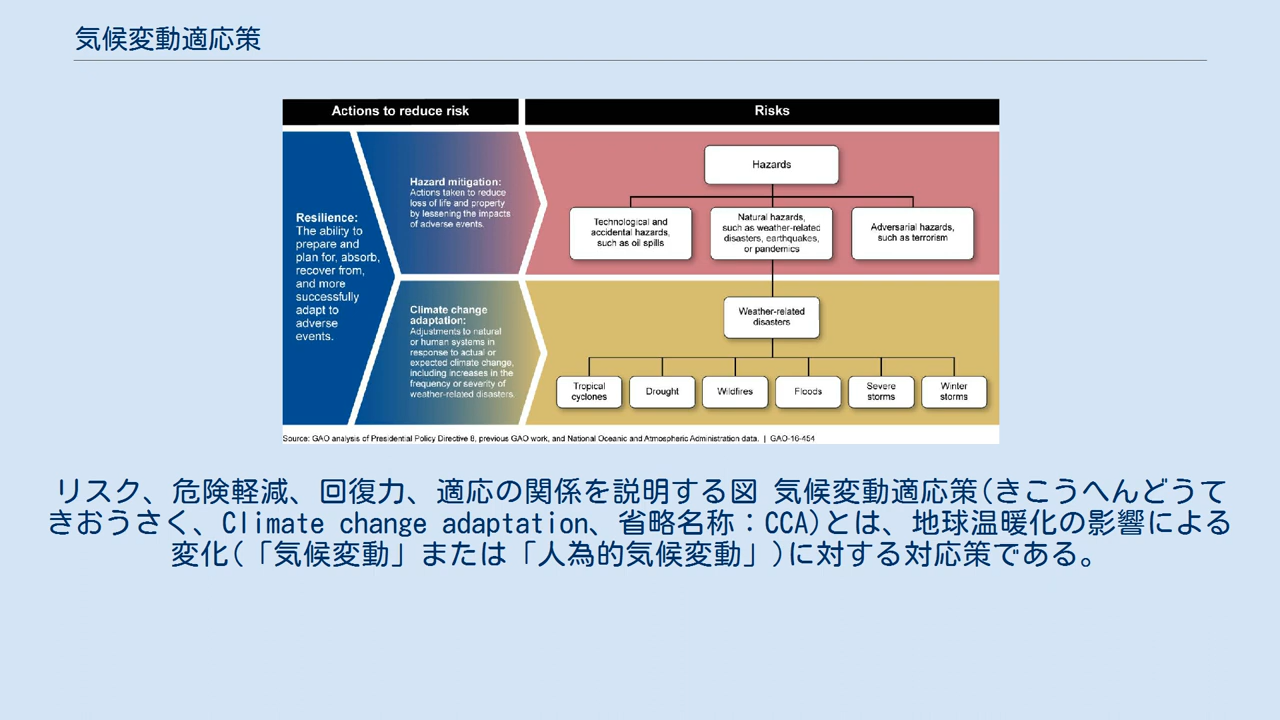 気候変動適応策
Actions to reduce risk
Risks
Resilience:
The ability to
prepare and
plan for, absorb,
recover from,
and more
successfully
adapt to
adverse
events.
Hazard mitigation:
Actions taken to reduce
loss of life and property
by lessening the impacts
of adverse events.
Climate change
adaptation:
Adjustments to natural
or human systems in
response to actual or
expected climate change,
including increases in the
frequency or severity of
weather-related disasters.
Hazards
Technological and
accidental hazards,
such as oil spills
Natural hazards,
such as weather-related
disasters, earthquakes,
or pandemics
Adversarial hazards,
such as terrorism
Weather-related
disasters
Tropical
cyclones
Drought
Wildfires
Floods
Severe
storms
Winter
storms
Source: GAO analysis of Presidential Policy Directive 8, previous GAO work, and National Oceanic and Atmospheric Administration data. | GAO-16-454
リスク、危険軽減、回復力、適応の関係を説明する図 気候変動適応策(きこうへんどうて
きおうさく、Climate change adaptation、省略名称：CCA)とは、地球温暖化の影響による
変化(「気候変動」または「人為的気候変動」)に対する対応策である。